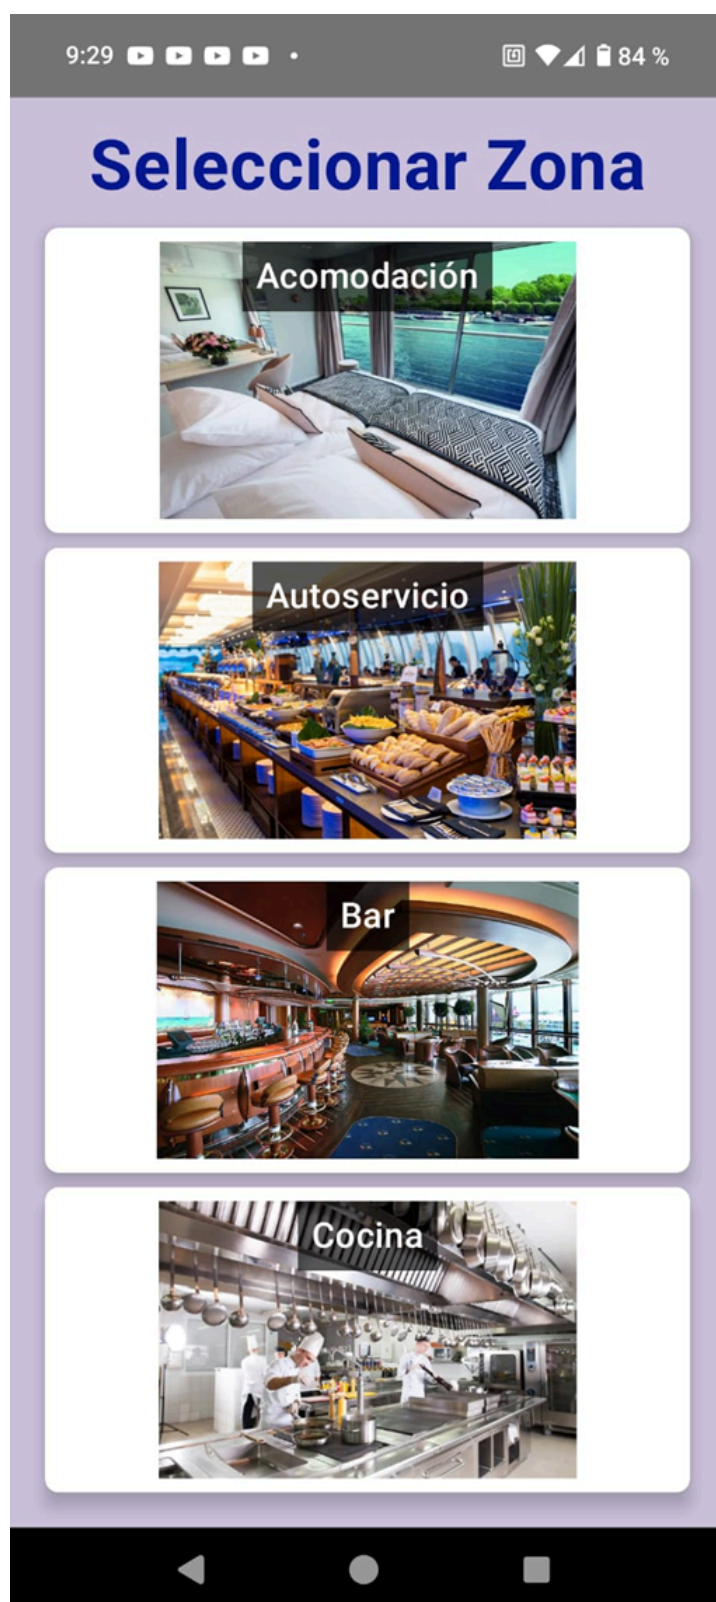 9:29
84 %
Seleccionar Zona
Acomodación
Autoservicio
Bar
Cocina